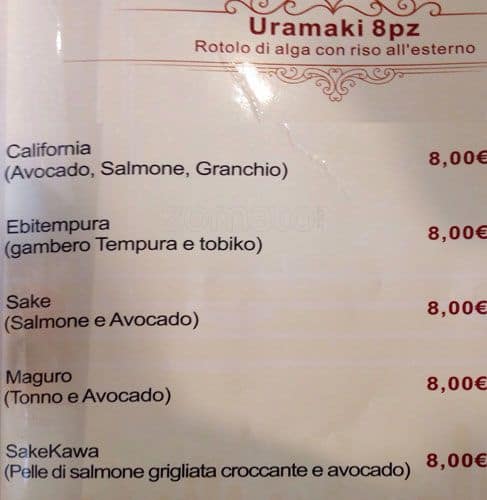 Uramaki 8pz
Rotolo di alga con riso all'esterno
California 8,00€
(Avocado, Salmone, Granchio)
Ebitempura 8,00€
(gambero Tempura e tobiko)
Sake 8,00€
(Salmone e Avocado)
Maguro 8,00€
(Tonno e Avocado)
SakeKawa 8,00€
(Pelle di salmone grigliata croccante e avocado)
zomato